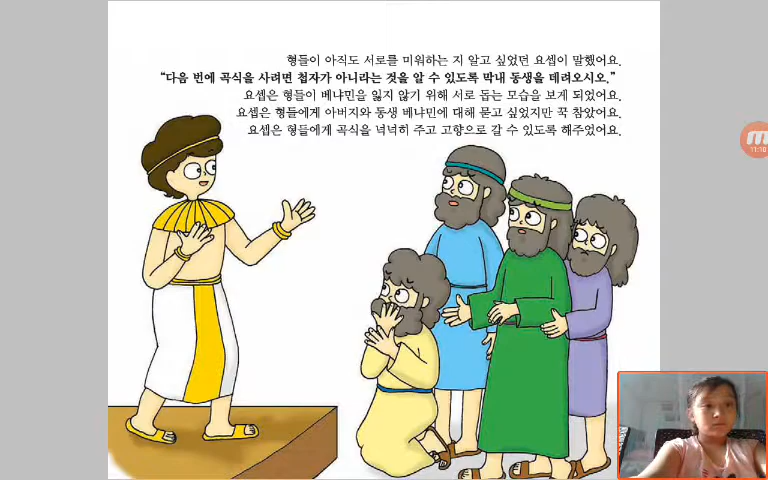 형들이 아직도 서로를 미워하는 지 알고 싶었던 요셉이 말했어요.
“다음 번에 곡식을 사려면 첩자가 아니라는 것을 알 수 있도록 막내 동생을 데려오시오.”
요셉은 형들이 베냐민을 잃지 않기 위해 서로 돕는 모습을 보게 되었어요.
요셉은 형들에게 아버지와 동생 베냐민에 대해 묻고 싶었지만 꾹 참았어요.
요셉은 형들에게 곡식을 넉넉히 주고 고향으로 갈 수 있도록 해주었어요.
M
11:18